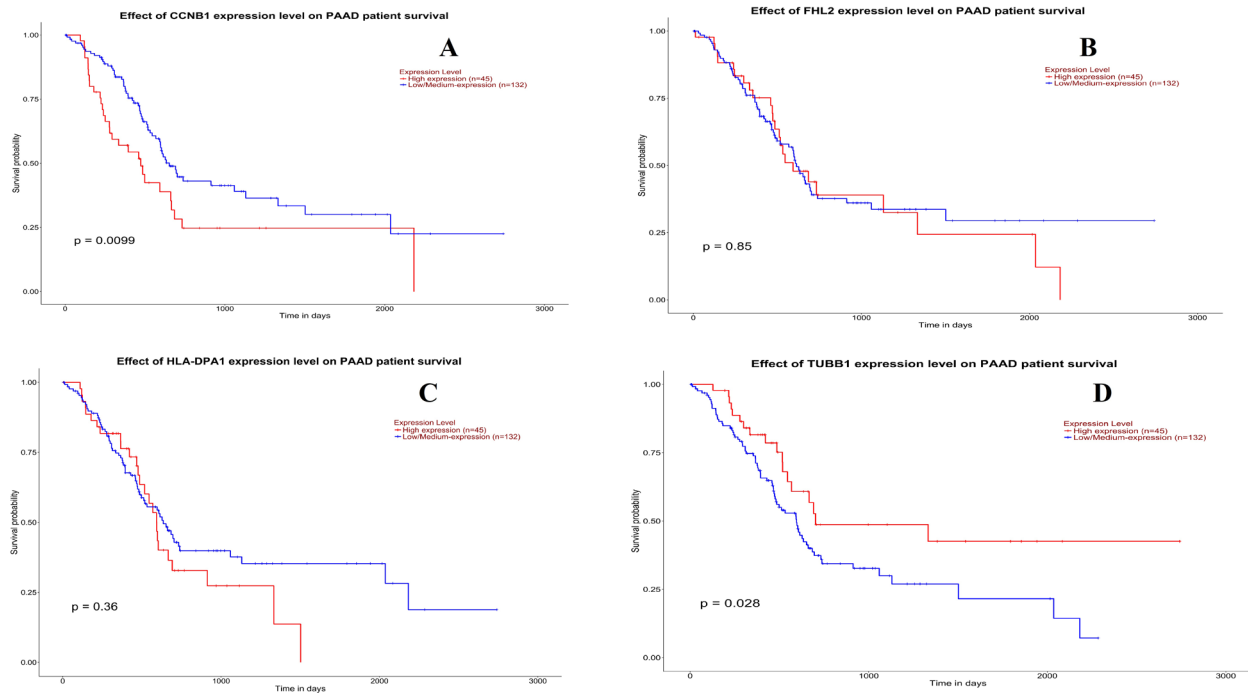 Effect of CCNB1 expression level on PAAD patient survival
A
Expression Level
High expression (n=45)
Low/Medium-expression (n=132)
1.00
0.75
0.50
0.25
0.00
Survival probability
p = 0.0099
0 1000 2000 3000
Time in days
Effect of FHL2 expression level on PAAD patient survival
B
Expression Level
High expression (n=45)
Low/Medium-expression (n=132)
1.00
0.75
0.50
0.25
0.00
Survival probability
p = 0.85
0 1000 2000 3000
Time in days
Effect of HLA-DPA1 expression level on PAAD patient survival
C
Expression Level
High expression (n=45)
Low/Medium-expression (n=132)
1.00
0.75
0.50
0.25
0.00
Survival probability
p = 0.36
0 1000 2000 3000
Time in days
Effect of TUBB1 expression level on PAAD patient survival
D
Expression Level
High expression (n=45)
Low/Medium-expression (n=132)
1.00
0.75
0.50
0.25
0.00
Survival probability
p = 0.028
0 1000 2000 3000
Time in days